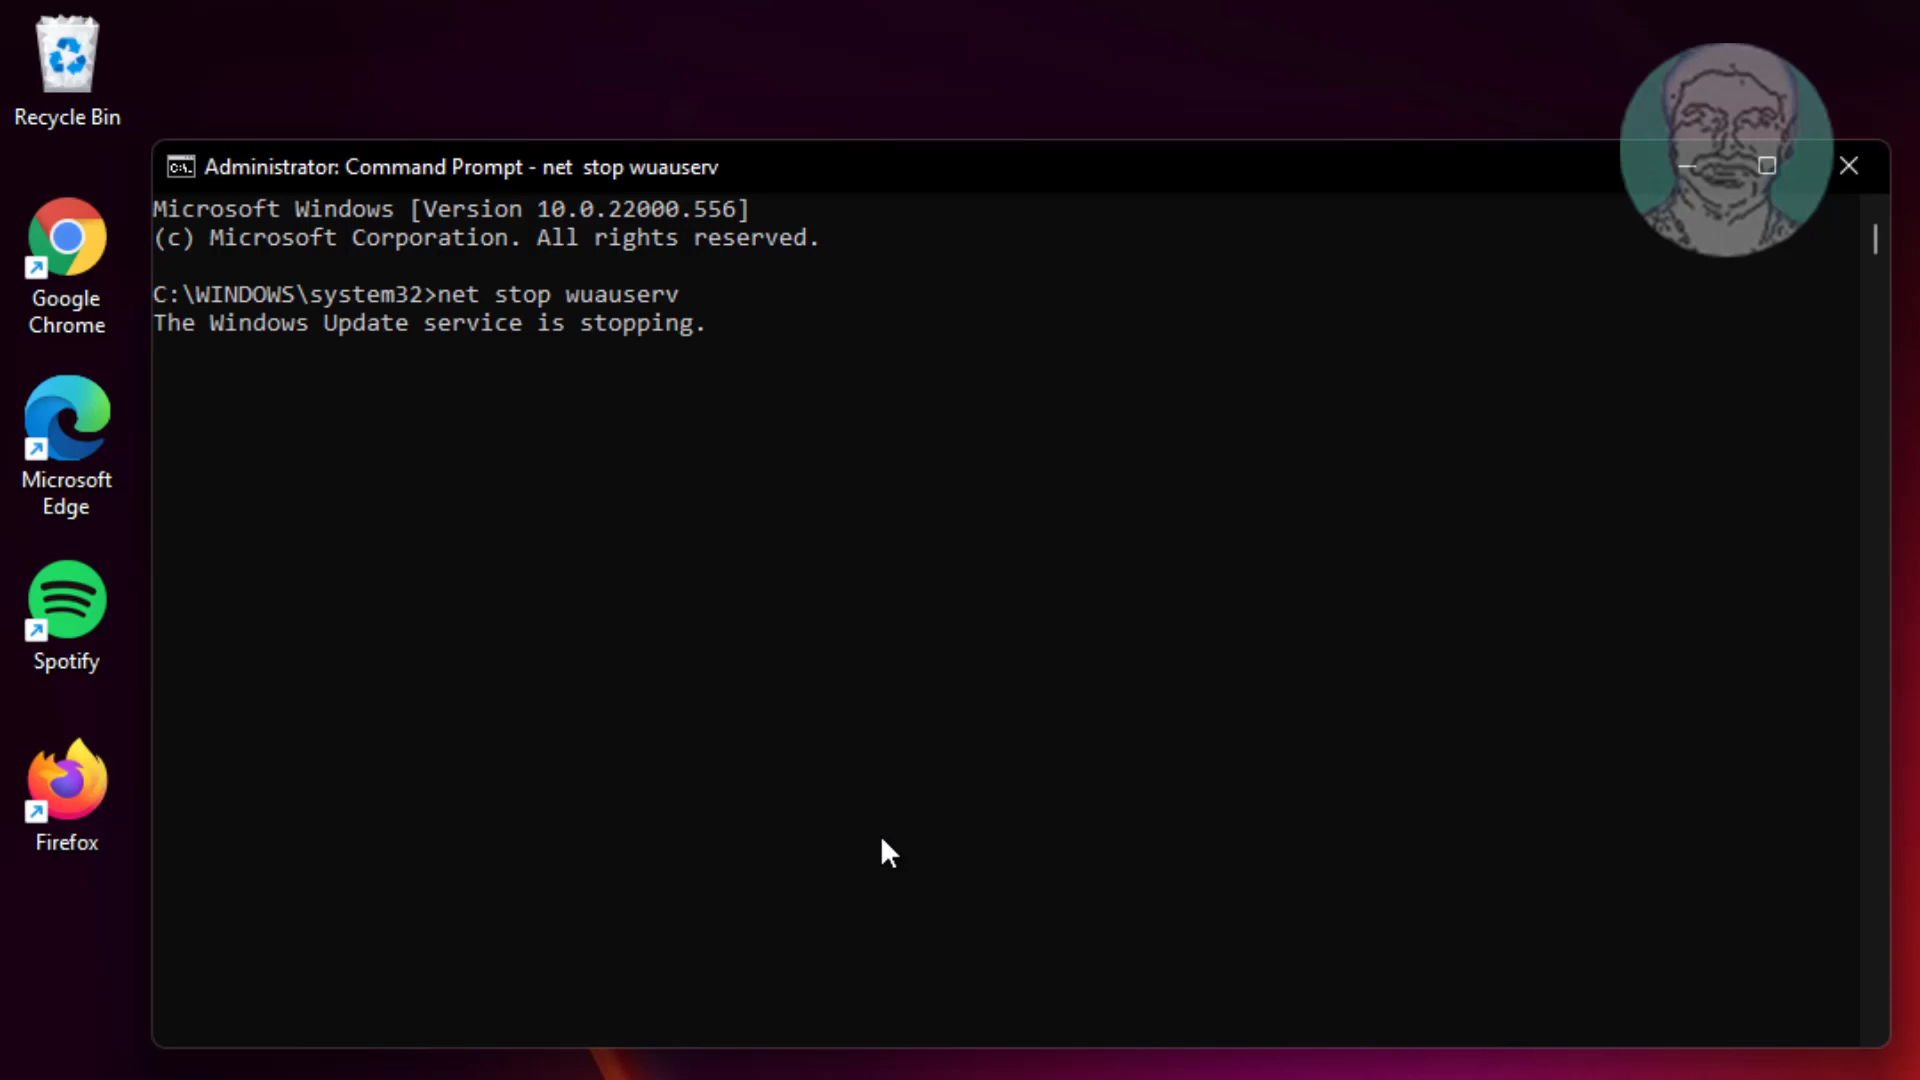 Recycle Bin
Administrator: Command Prompt - net  stop wuauserv
Microsoft Windows [Version 10.0.22000.556]
(c) Microsoft Corporation. All rights reserved.
C:\WINDOWS\system32>net stop wuauserv
The Windows Update service is stopping.
Google
Chrome
Microsoft
Edge
Spotify
Firefox